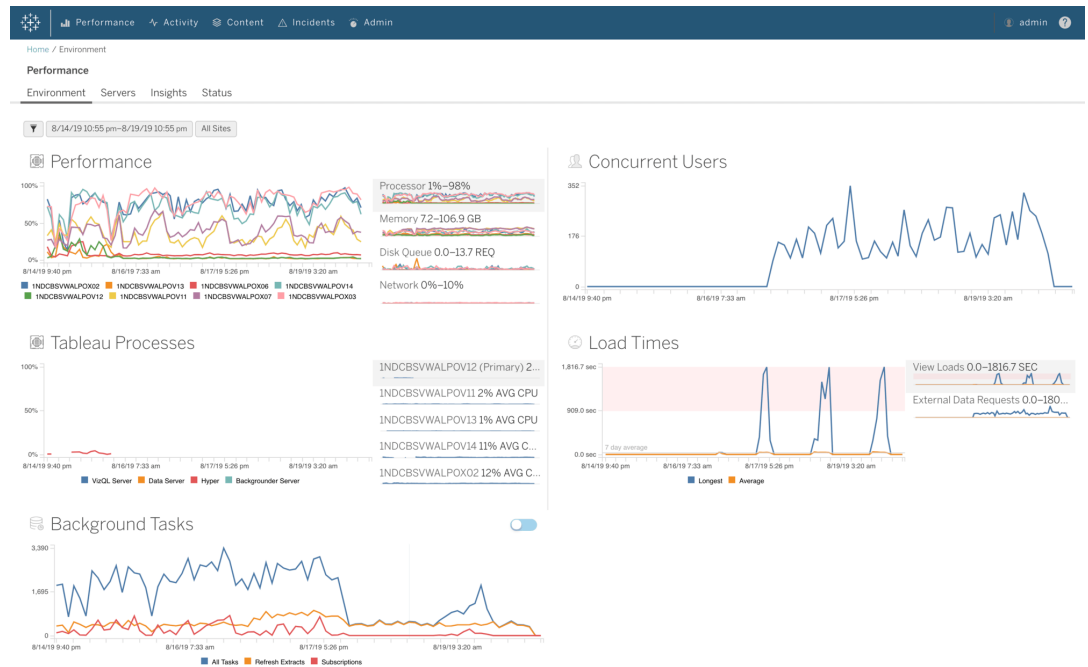 Performance Activity Content Incidents Admin admin ?
Home / Environment
Performance
Environment Servers Insights Status
8/14/19 10:55 pm–8/19/19 10:55 pm All Sites
Performance
100%
50%
0%
8/14/19 9:40 pm 8/16/19 7:33 am 8/17/19 5:26 pm 8/19/19 3:20 am
1NDCBSVWALPOX02 1NDCBSVWALPOV13 1NDCBSVWALPOX06 1NDCBSVWALPOV14
1NDCBSVWALPOV12 1NDCBSVWALPOV11 1NDCBSVWALPOX07 1NDCBSVWALPOX03
Processor 1%–98%
Memory 7.2–106.9 GB
Disk Queue 0.0–13.7 REQ
Network 0%–10%
Concurrent Users
352
176
0
8/14/19 9:40 pm 8/16/19 7:33 am 8/17/19 5:26 pm 8/19/19 3:20 am
Tableau Processes
100%
50%
0%
8/14/19 9:40 pm 8/16/19 7:33 am 8/17/19 5:26 pm 8/19/19 3:20 am
VizQL Server Data Server Hyper Backgrounder Server
1NDCBSVWALPOV12 (Primary) 2...
1NDCBSVWALPOV11 2% AVG CPU
1NDCBSVWALPOV13 1% AVG CPU
1NDCBSVWALPOV14 11% AVG C...
1NDCBSVWALPOX02 12% AVG C...
Load Times
1,816.7 sec
909.0 sec
7 day average
0.0 sec
8/14/19 9:40 pm 8/16/19 7:33 am 8/17/19 5:26 pm 8/19/19 3:20 am
Longest Average
View Loads 0.0–1816.7 SEC
External Data Requests 0.0–180...
Background Tasks
3,390
1,695
0
8/14/19 9:40 pm 8/16/19 7:33 am 8/17/19 5:26 pm 8/19/19 3:20 am
All Tasks Refresh Extracts Subscriptions